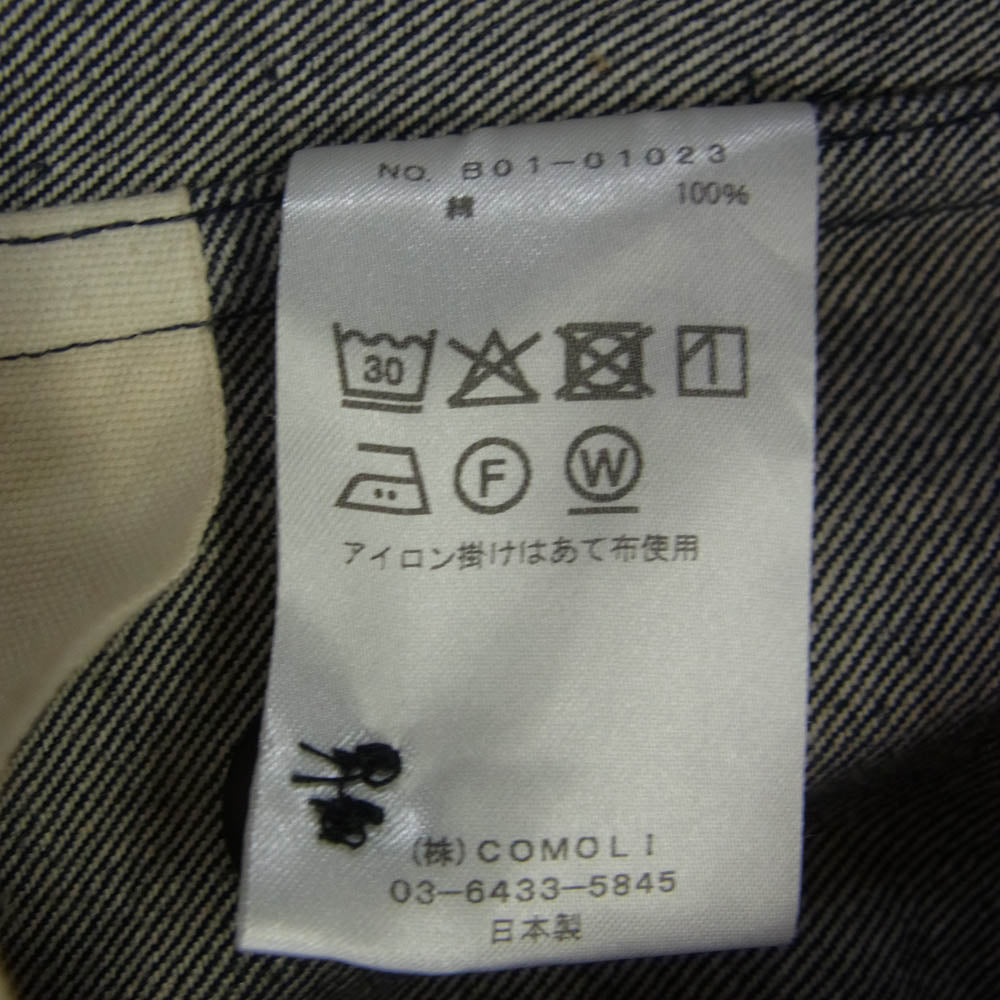 NO. B01-01023
綿 100%
30
F W
アイロン掛けはあて布使用
(株)COMOLI
03-6433-5845
日本製